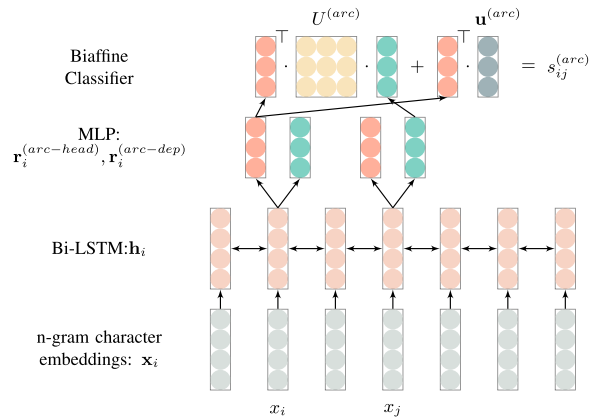 U^(arc) u^(arc)
Biaffine
Classifier
⊤ · · + ⊤ · = s_ij^(arc)
MLP:
r_i^(arc−head), r_i^(arc−dep)
Bi-LSTM:h_i
n-gram character
embeddings: x_i
x_i x_j